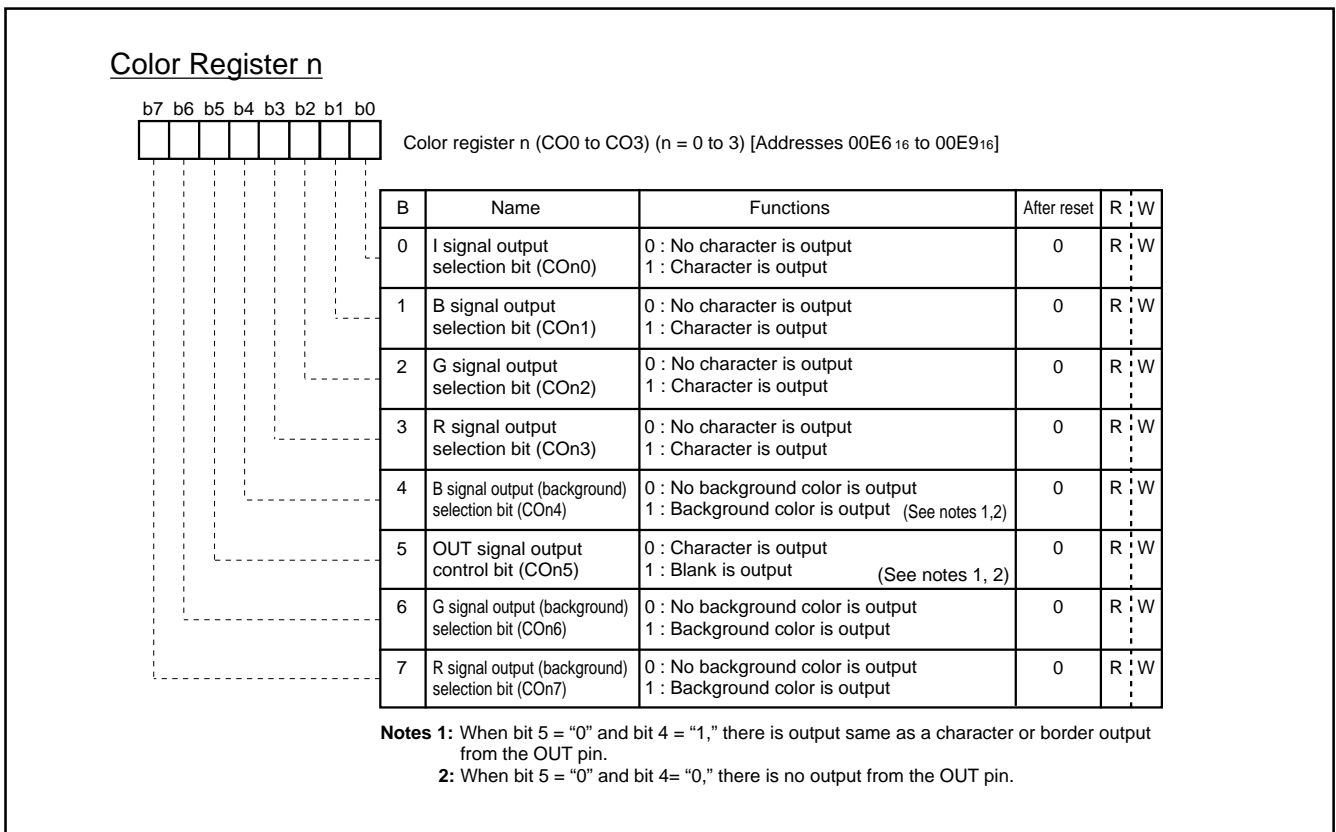 Color Register n
b7 b6 b5 b4 b3 b2 b1 b0
Color register n (CO0 to CO3) (n = 0 to 3) [Addresses 00E6 16 to 00E916]
B Name Functions After reset R W
0 I signal output 0 : No character is output 0 R W
selection bit (COn0) 1 : Character is output
1 B signal output 0 : No character is output 0 R W
selection bit (COn1) 1 : Character is output
2 G signal output 0 : No character is output 0 R W
selection bit (COn2) 1 : Character is output
3 R signal output 0 : No character is output 0 R W
selection bit (COn3) 1 : Character is output
4 B signal output (background) 0 : No background color is output 0 R W
selection bit (COn4) 1 : Background color is output (See notes 1,2)
5 OUT signal output 0 : Character is output 0 R W
control bit (COn5) 1 : Blank is output (See notes 1, 2)
6 G signal output (background) 0 : No background color is output 0 R W
selection bit (COn6) 1 : Background color is output
7 R signal output (background) 0 : No background color is output 0 R W
selection bit (COn7) 1 : Background color is output
Notes 1: When bit 5 = “0” and bit 4 = “1,” there is output same as a character or border output
from the OUT pin.
2: When bit 5 = “0” and bit 4= “0,” there is no output from the OUT pin.